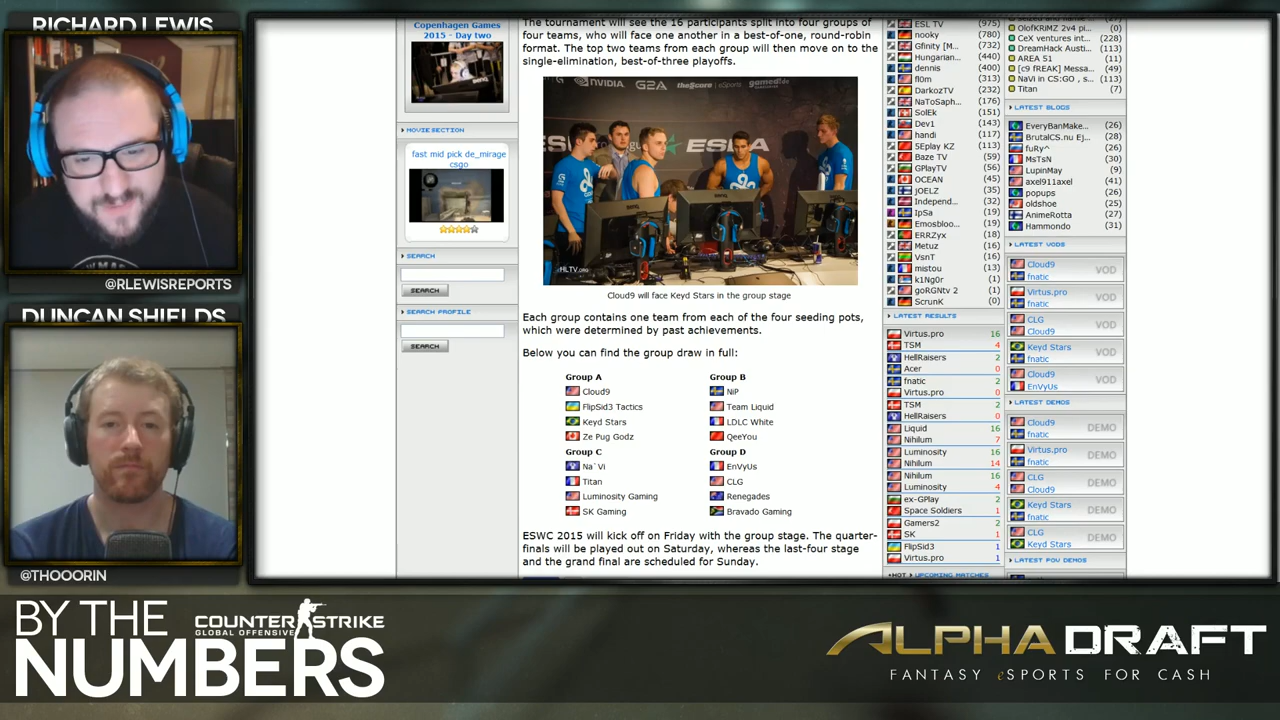 RICHARD LEWIS
@RLEWISREPORTS
DUNCAN SHIELDS
@THOOORIN
Copenhagen Games
2015 - Day two
MOVIESECTION
fast mid pick de_mirage
csgo
SEARCH
SEARCH
SEARCH PROFILE
SEARCH
The tournament will see the 16 participants split into four groups of
four teams, who will face one another in a best-of-one, round-robin
format. The top two teams from each group will then move on to the
single-elimination, best-of-three playoffs.
NVIDIA G2A theScore eSports
ESL
BENQ
HLTV.ORG
Cloud9 will face Keyd Stars in the group stage
Each group contains one team from each of the four seeding pots,
which were determined by past achievements.
Below you can find the group draw in full:
Group A
Cloud9
FlipSid3 Tactics
Keyd Stars
Ze Pug Godz
Group B
NiP
Team Liquid
LDLC White
QeeYou
Group C
Na`Vi
Titan
Luminosity Gaming
SK Gaming
Group D
EnVyUs
CLG
Renegades
Bravado Gaming
ESWC 2015 will kick off on Friday with the group stage. The quarter-
finals will be played out on Saturday, whereas the last-four stage
and the grand final are scheduled for Sunday.
ESL TV (975)
nooky (780)
Gfinity [M... (732)
Hungarian... (440)
dennis (400)
fl0m (313)
DarkozTV (232)
NaToSaph... (176)
SolEk (151)
Dev1 (143)
handi (117)
5Eplay KZ (113)
Baze TV (59)
GPlayTV (56)
OCEAN (45)
jOELZ (35)
Independ... (32)
IpSa (19)
Emosbloo... (19)
ERRZyx (18)
Metuz (16)
VsnT (16)
mistou (13)
k1Ng0r (1)
goRGNtv 2 (1)
ScrunK (0)
LATEST RESULTS
Virtus.pro 16
TSM 4
HellRaisers 2
Acer 0
fnatic 2
Virtus.pro 0
TSM 2
HellRaisers 0
Liquid 16
Nihilum 7
Luminosity 16
Nihilum 14
Nihilum 16
Luminosity 4
ex-GPlay 2
Space Soldiers 1
Gamers2 2
SK 1
FlipSid3 1
Virtus.pro 1
HOT UPCOMING MATCHES
OlofKRIMZ 2v4 pi... (0)
CeX ventures int... (228)
DreamHack Austi... (113)
AREA 51 (11)
[c9 fREAK] Messa... (49)
NaVi in CS:GO , s... (113)
Titan (7)
LATEST BLOGS
EveryBanMake... (26)
BrutalCS.nu Ej... (28)
fuRy^ (26)
MsTsN (30)
LupinMay (9)
axel911axel (41)
popups (26)
oldshoe (25)
AnimeRotta (27)
Hammondo (31)
LATEST VODS
Cloud9
fnatic
VOD
Virtus.pro
fnatic
VOD
CLG
Cloud9
VOD
Keyd Stars
fnatic
VOD
Cloud9
EnVyUs
VOD
LATEST DEMOS
Cloud9
fnatic
DEMO
Virtus.pro
fnatic
DEMO
CLG
Cloud9
DEMO
Keyd Stars
fnatic
DEMO
CLG
Keyd Stars
DEMO
LATEST POV DEMOS
BY THE
NUMBERS
COUNTER STRIKE
GLOBAL OFFENSIVE
ALPHADRAFT
FANTASY eSPORTS FOR CASH